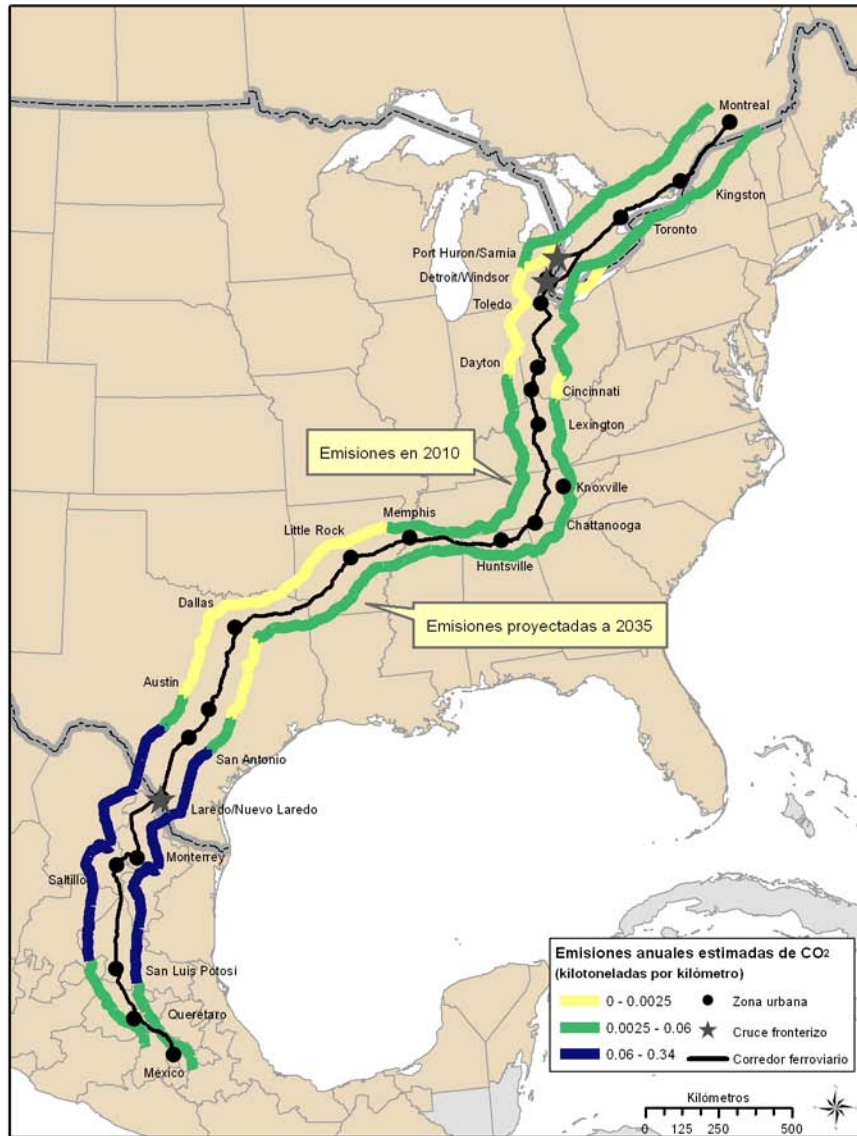 Montreal
Kingston
Toronto
Port Huron/Sarnia
Detroit/Windsor
Toledo
Dayton
Cincinnati
Lexington
Emisiones en 2010
Knoxville
Memphis
Chattanooga
Little Rock
Huntsville
Dallas
Emisiones proyectadas a 2035
Austin
San Antonio
Laredo/Nuevo Laredo
Monterrey
Saltillo
San Luis Potosí
Querétaro
México
Emisiones anuales estimadas de CO2
(kilotoneladas por kilómetro)
0 - 0.0025
Zona urbana
0.0025 - 0.06
Cruce fronterizo
0.06 - 0.34
Corredor ferroviario
Kilómetros
0 125 250 500